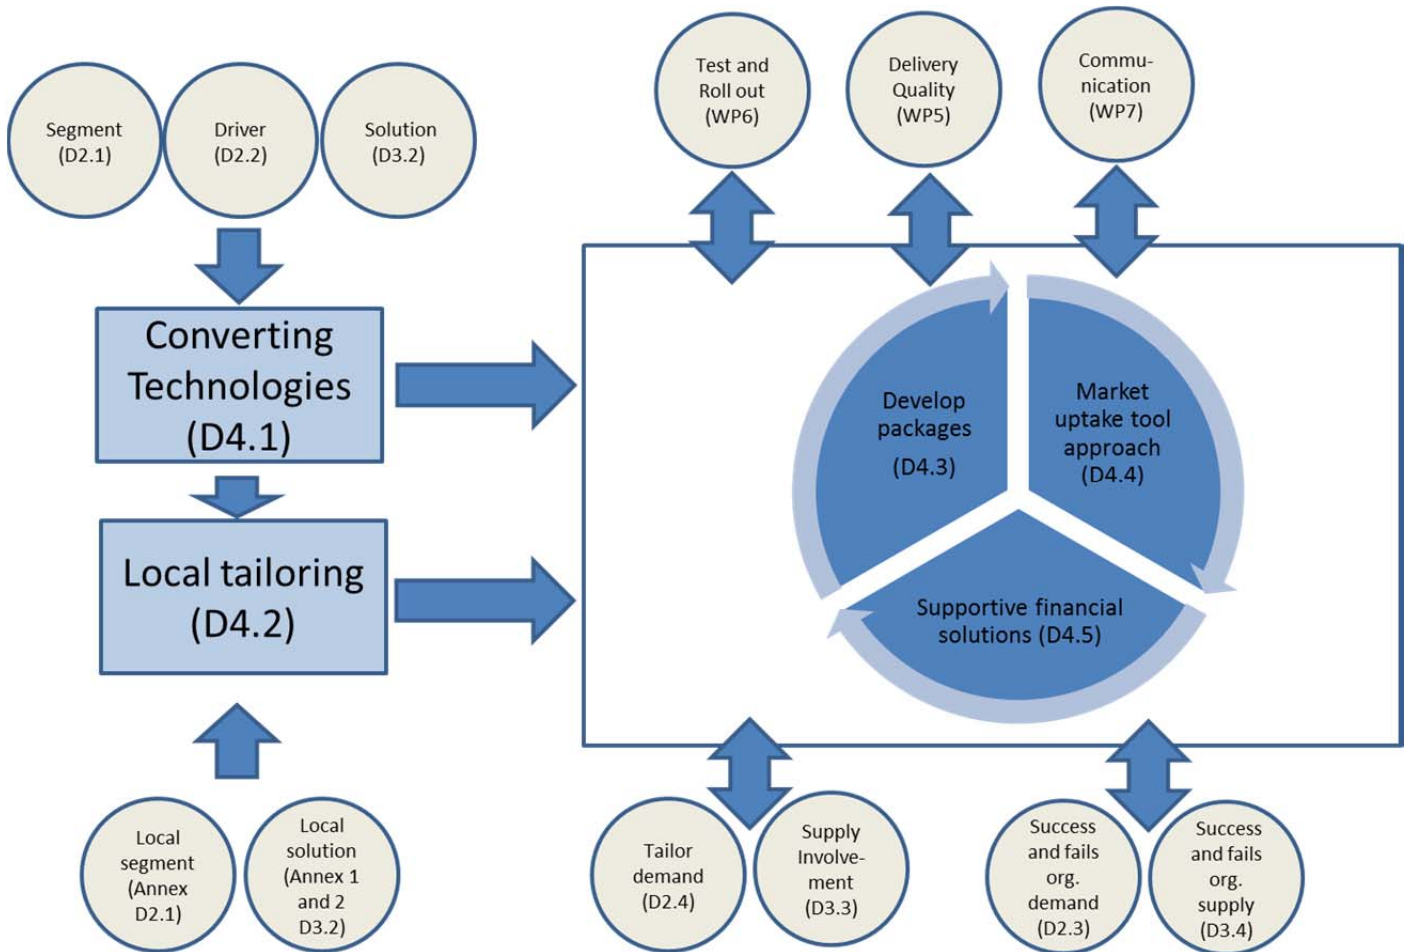 Segment
(D2.1)
Driver
(D2.2)
Solution
(D3.2)
Test and
Roll out
(WP6)
Delivery
Quality
(WP5)
Commu-
nication
(WP7)
Converting
Technologies
(D4.1)
Local tailoring
(D4.2)
Develop
packages
(D4.3)
Market
uptake tool
approach
(D4.4)
Supportive financial
solutions (D4.5)
Local
segment
(Annex
D2.1)
Local
solution
(Annex 1
and 2
D3.2)
Tailor
demand
(D2.4)
Supply
Involve-
ment
(D3.3)
Success
and fails
org.
demand
(D2.3)
Success
and fails
org.
supply
(D3.4)